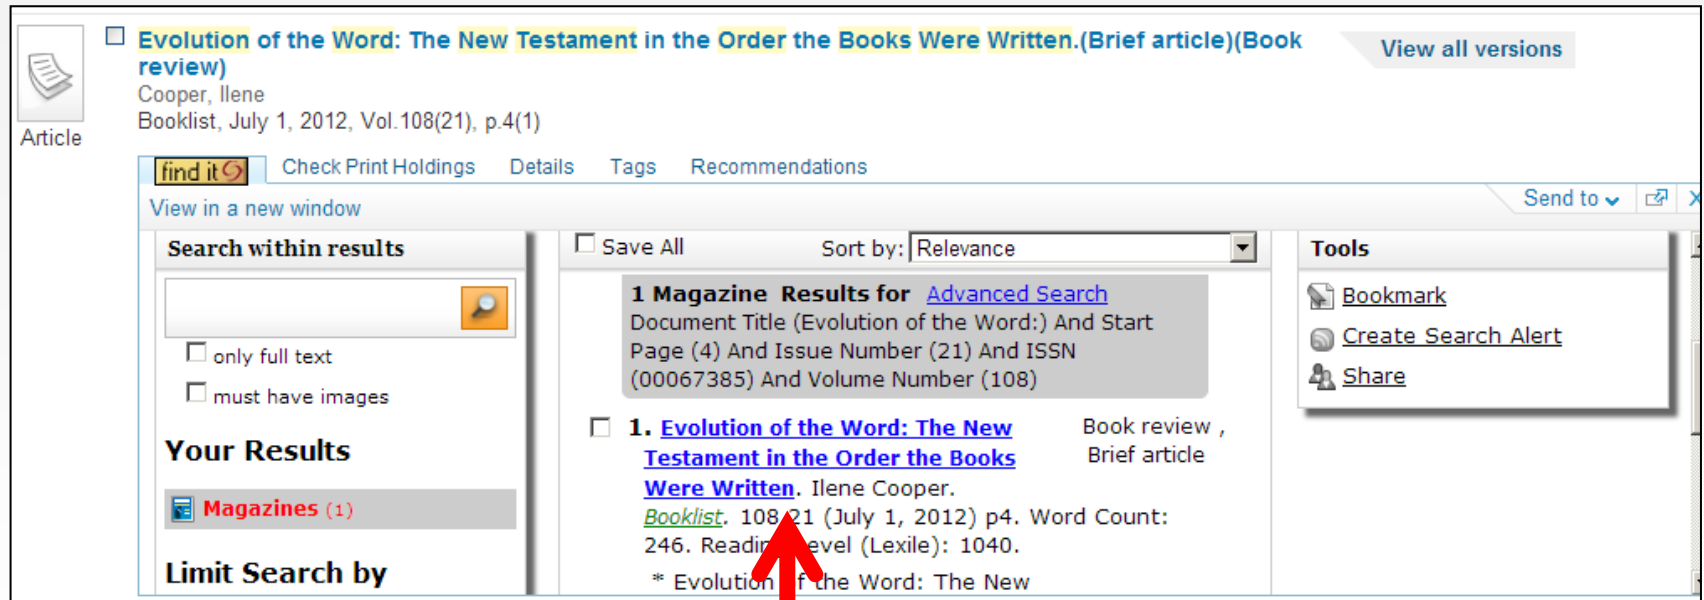 Evolution of the Word: The New Testament in the Order the Books Were Written.(Brief article)(Book
review)
View all versions
Cooper, Ilene
Booklist, July 1, 2012, Vol.108(21), p.4(1)
Article
find it
Check Print Holdings
Details
Tags
Recommendations
View in a new window
Send to
Search within results
only full text
must have images
Your Results
Magazines (1)
Limit Search by
Save All
Sort by:
Relevance
1 Magazine Results for Advanced Search
Document Title (Evolution of the Word:) And Start
Page (4) And Issue Number (21) And ISSN
(00067385) And Volume Number (108)
1. Evolution of the Word: The New
Testament in the Order the Books
Were Written. Ilene Cooper.
Booklist. 108 21 (July 1, 2012) p4. Word Count:
246. Reading Level (Lexile): 1040.
* Evolution of the Word: The New
Book review ,
Brief article
Tools
Bookmark
Create Search Alert
Share